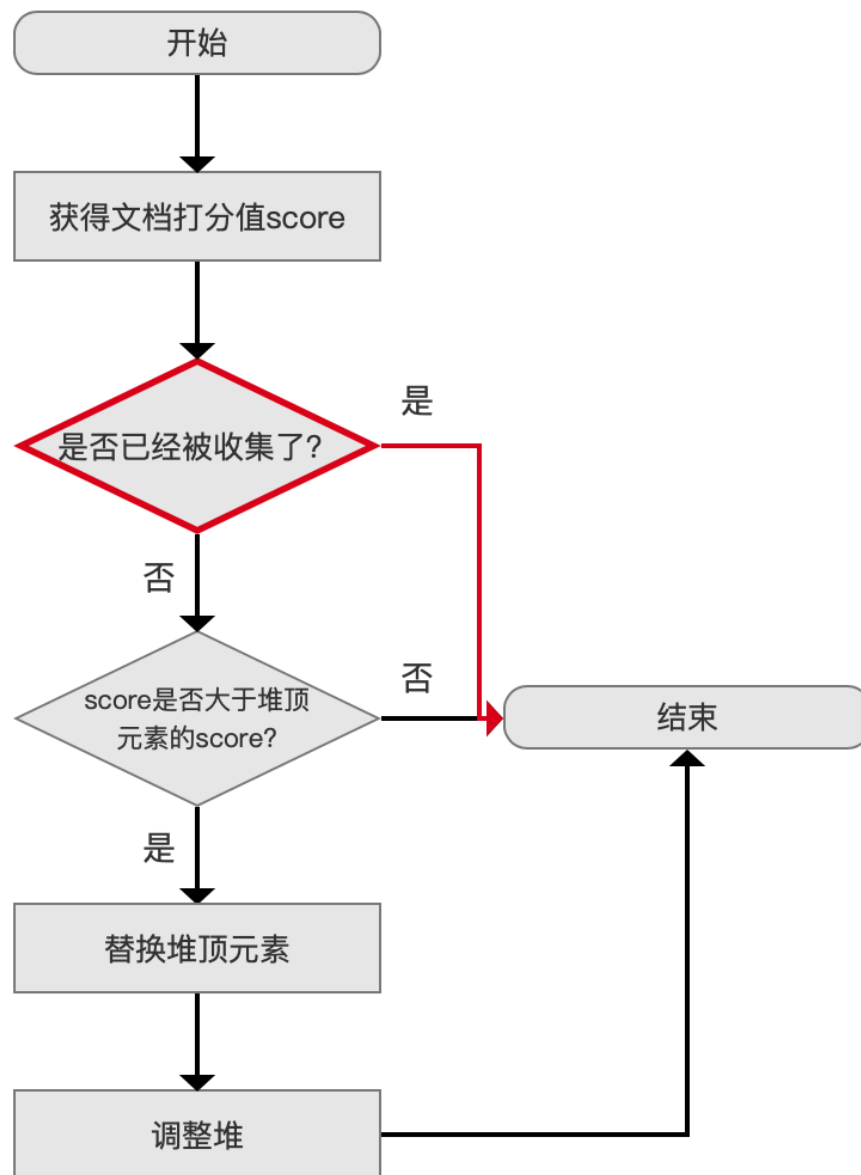 开始
获得文档打分值score
是否已经被收集了?
是
否
score是否大于堆顶
元素的score?
否
结束
是
替换堆顶元素
调整堆